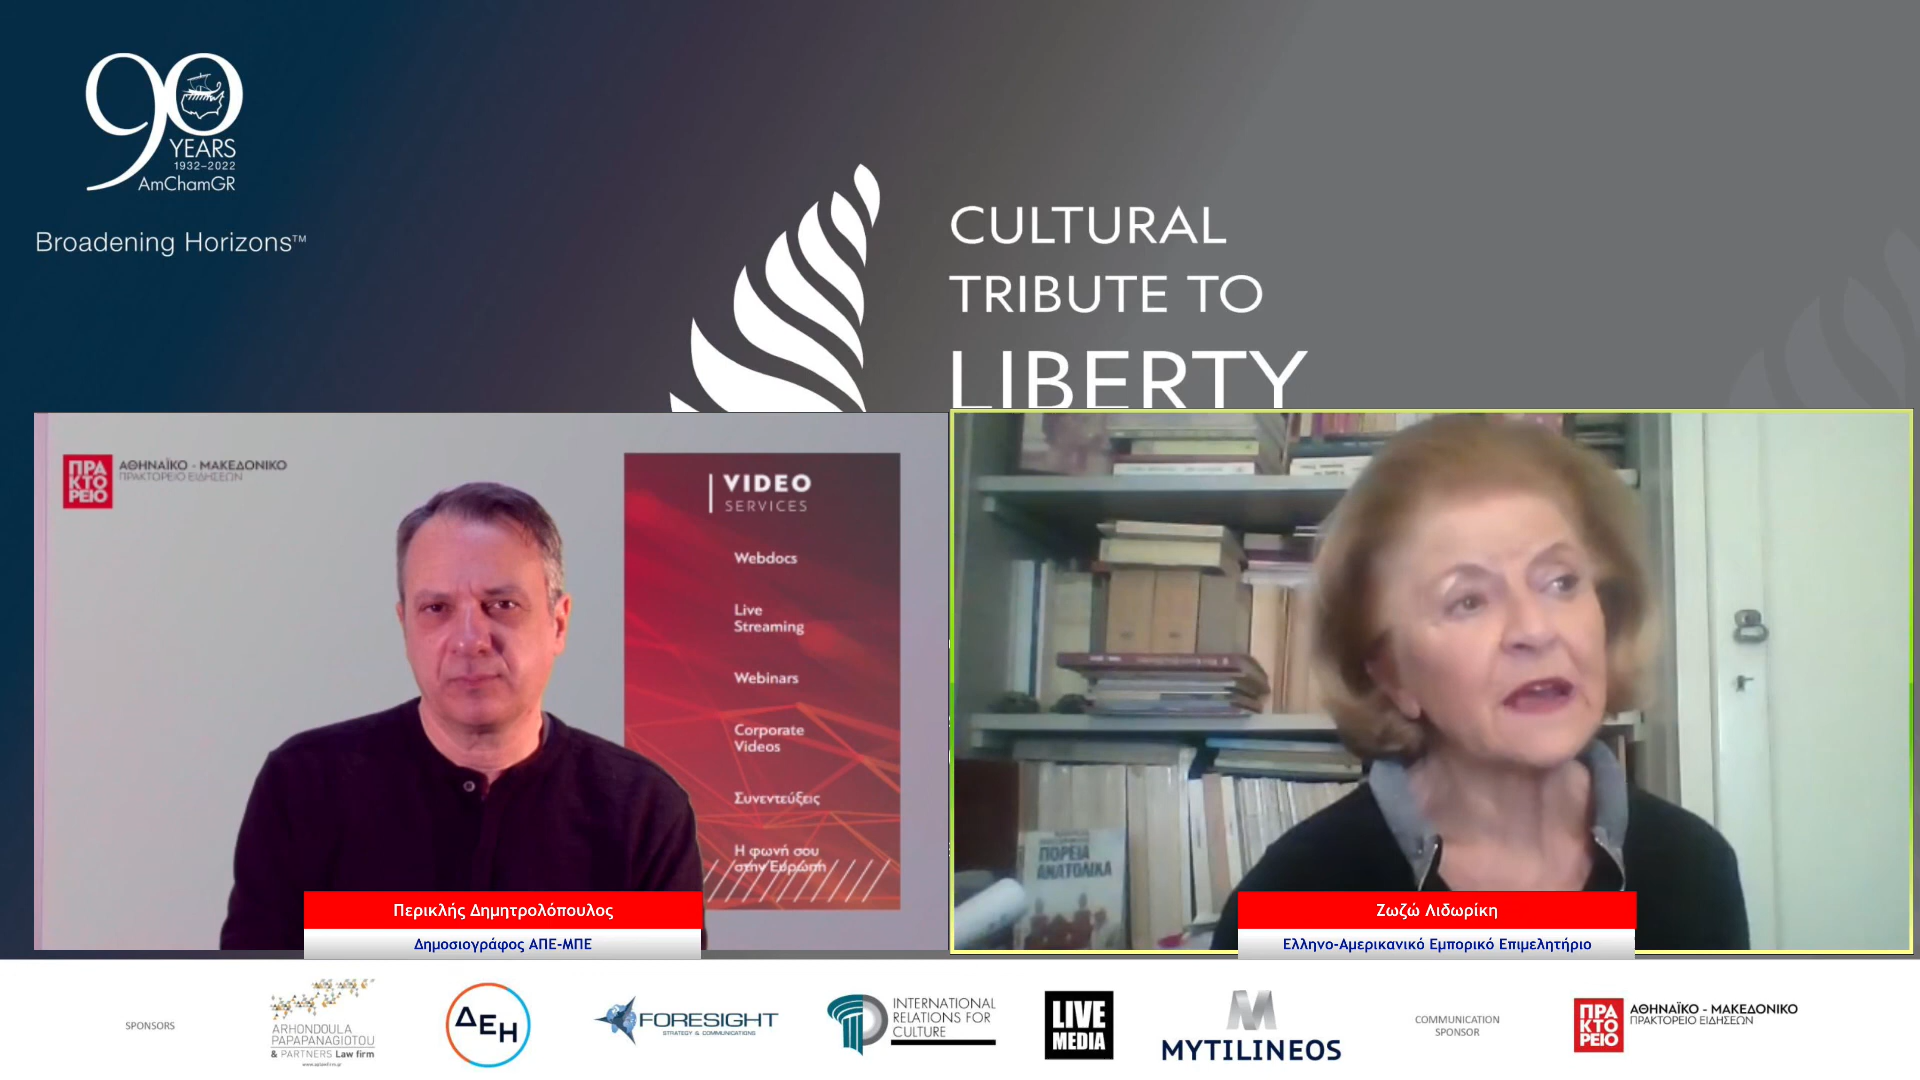 90
YEARS
1932-2022
AmChamGR
Broadening Horizons™
CULTURAL
TRIBUTE TO
LIBERTY
ΠΡΑ
ΚΤΟ
ΡΕΙΟ
ΑΘΗΝΑΪΚΟ - ΜΑΚΕΔΟΝΙΚΟ
ΠΡΑΚΤΟΡΕΙΟ ΕΙΔΗΣΕΩΝ
VIDEO
SERVICES
Webdocs
Live
Streaming
Webinars
Corporate
Videos
Συνεντεύξεις
Η φωνή σου
στην Ευρώπη
ΠΟΡΕΙΑ
ΑΝΑΤΟΛΙΚΑ
Περικλής Δημητρολόπουλος
Δημοσιογράφος ΑΠΕ-ΜΠΕ
Ζωζώ Λιδωρίκη
Ελληνο-Αμερικανικό Εμπορικό Επιμελητήριο
SPONSORS
ARHONDOULA
PAPAPANAGIOTOU
& PARTNERS Law firm
www.aplawfirm.gr
ΔΕΗ
FORESIGHT
STRATEGY & COMMUNICATIONS
INTERNATIONAL
RELATIONS FOR
CULTURE
LIVE
MEDIA
MYTILINEOS
COMMUNICATION
SPONSOR
ΠΡΑ
ΚΤΟ
ΡΕΙΟ
ΑΘΗΝΑΪΚΟ - ΜΑΚΕΔΟΝΙΚΟ
ΠΡΑΚΤΟΡΕΙΟ ΕΙΔΗΣΕΩΝ